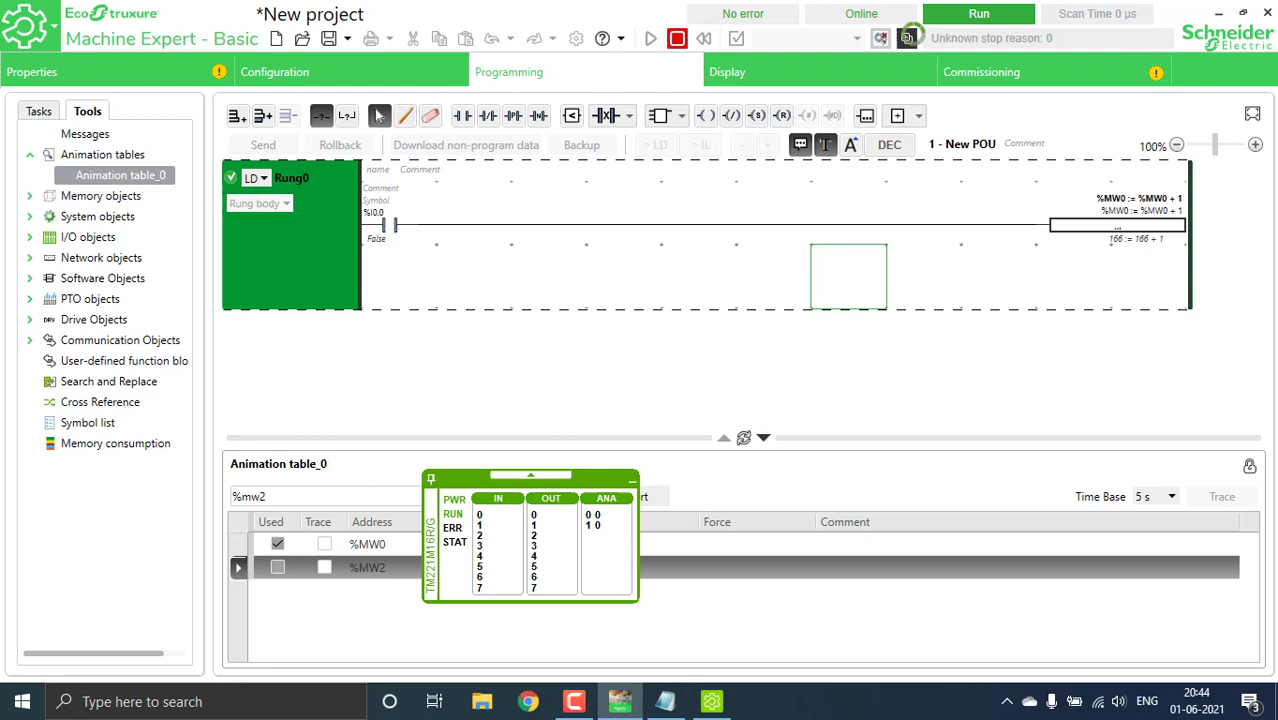 EcoStruxure
Machine Expert - Basic
*New project
No error
Online
Run
Scan Time 0 µs
Unknown stop reason: 0
Schneider
Electric
Properties
Configuration
Programming
Display
Commissioning
Tasks
Tools
Messages
Animation tables
Animation table_0
Memory objects
System objects
I/O objects
Network objects
Software Objects
PTO objects
DRV
Drive Objects
Communication Objects
User-defined function blo
Search and Replace
Cross Reference
Symbol list
Memory consumption
Send
Rollback
Download non-program data
Backup
> LD
> IL
-
+
T
A
DEC
1 - New POU
Comment
100%
LD
Rung0
name
Comment
Rung body
Comment
Symbol
%I0.0
False
%MW0 := %MW0 + 1
%MW0 := %MW0 + 1
...
166 := 166 + 1
Animation table_0
%mw2
rt
Time Base
5 s
Trace
Used
Trace
Address
Force
Comment
%MW0
%MW2
TM221M16R/G
PWR
RUN
ERR
STAT
IN
0
1
2
3
4
5
6
7
OUT
0
1
2
3
4
5
6
7
ANA
0 0
1 0
Type here to search
ENG
20:44
01-06-2021
3